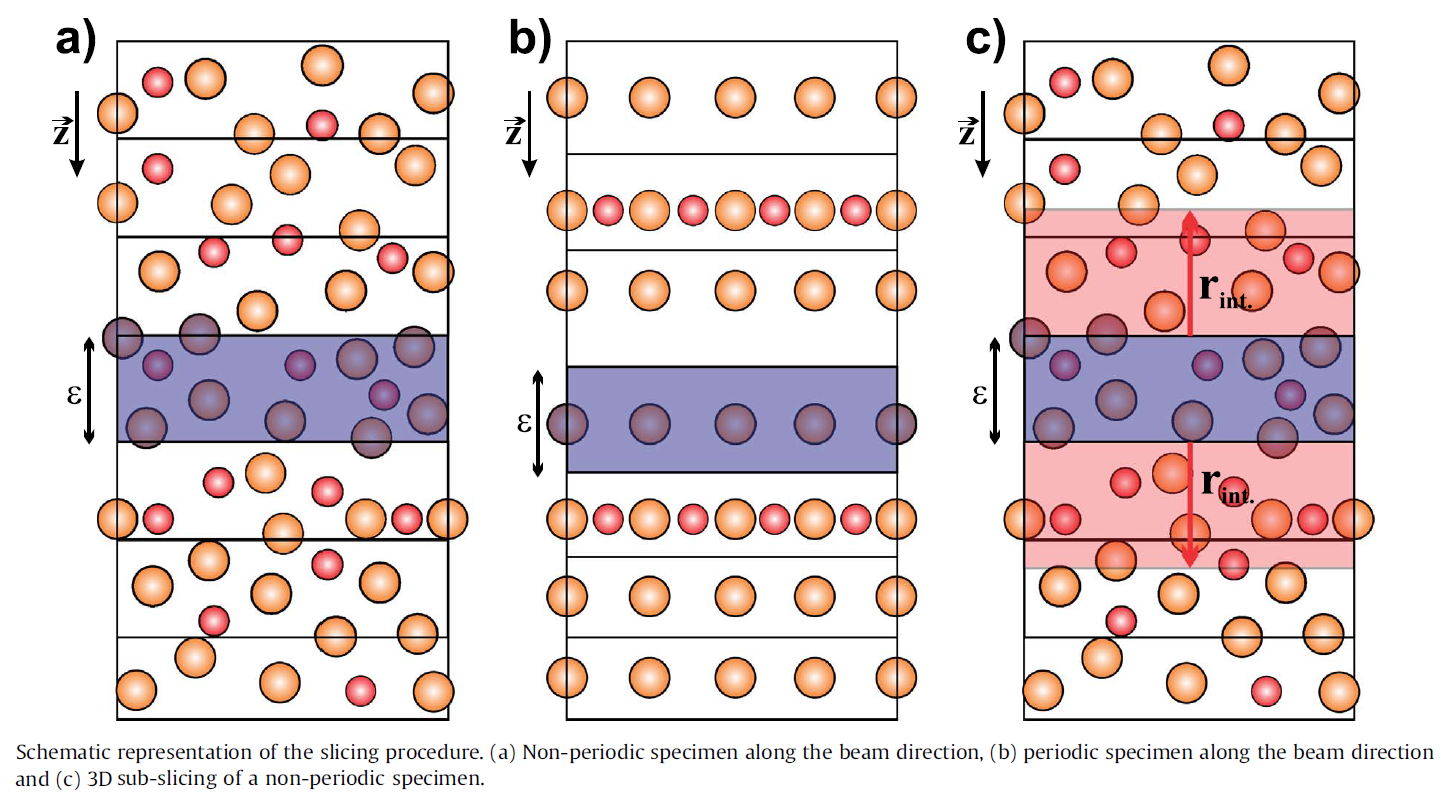 a)
b)
c)
z
z
z
r int.
ε
ε
ε
r int.
Schematic representation of the slicing procedure. (a) Non-periodic specimen along the beam direction, (b) periodic specimen along the beam direction
and (c) 3D sub-slicing of a non-periodic specimen.